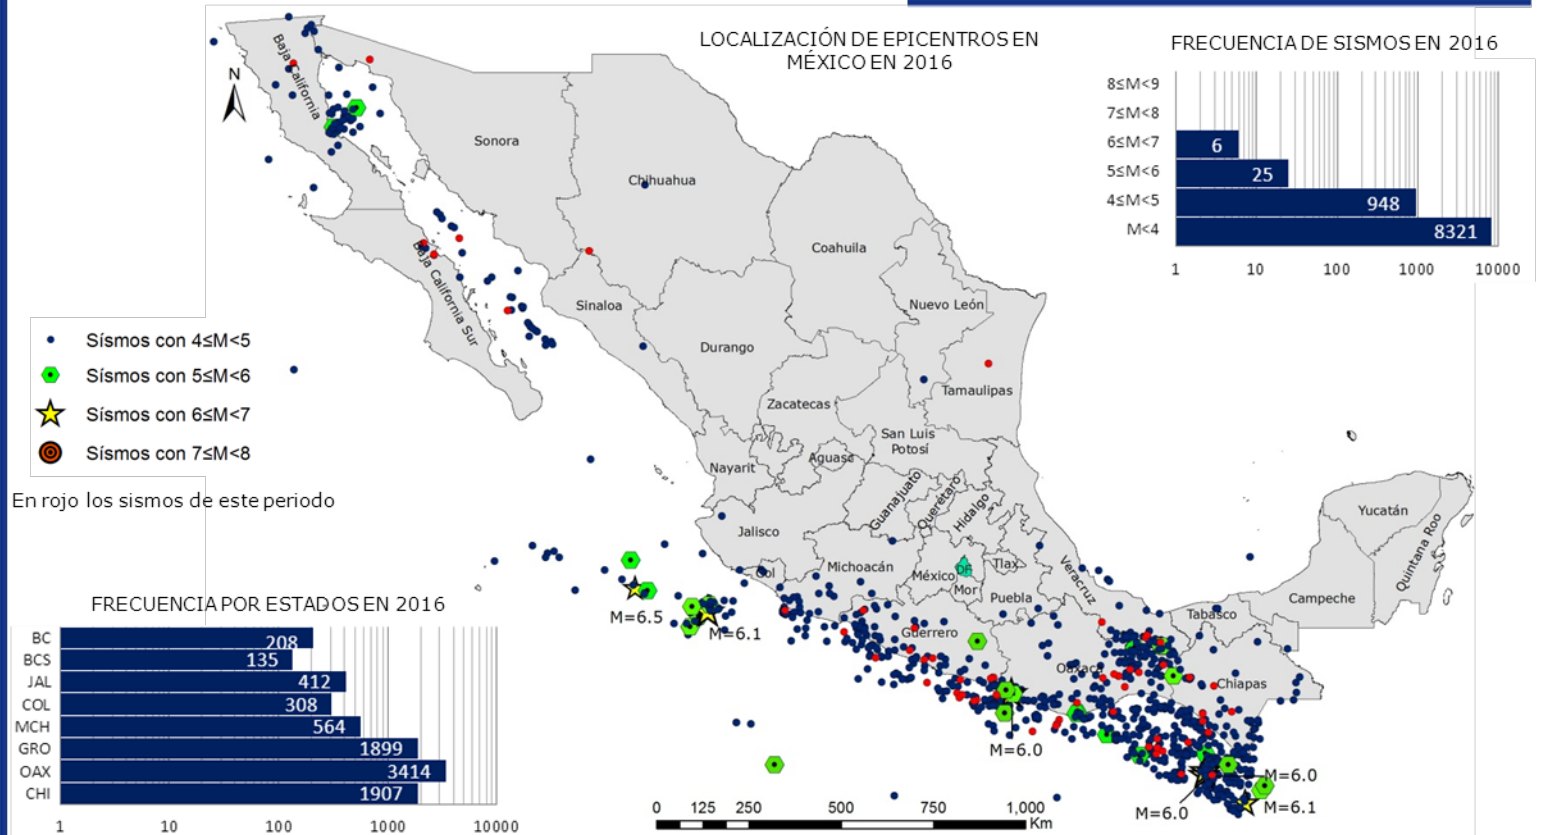 LOCALIZACIÓN DE EPICENTROS EN
MÉXICO EN 2016
FRECUENCIA DE SISMOS EN 2016
8≤M<9
7≤M<8
6≤M<7
6
5≤M<6
25
4≤M<5
948
M<4
8321
1 10 100 1000 10000
N
Baja California
Sonora
Chihuahua
Coahuila
Baja California Sur
Sinaloa
Nuevo León
Durango
Tamaulipas
Zacatecas
San Luis
Potosí
Nayarit
Aguasc
Guanajuato
Querétaro
Hidalgo
Jalisco
Yucatán
Quintana Roo
Col
Michoacán
México
DF
Tlax
Mor
Puebla
Veracruz
Campeche
Tabasco
Guerrero
Oaxaca
Chiapas
M=6.5
M=6.1
M=6.0
M=6.0
M=6.0
M=6.1
Sísmos con 4≤M<5
Sísmos con 5≤M<6
Sísmos con 6≤M<7
Sísmos con 7≤M<8
En rojo los sismos de este periodo
FRECUENCIA POR ESTADOS EN 2016
BC 208
BCS 135
JAL 412
COL 308
MCH 564
GRO 1899
OAX 3414
CHI 1907
1 10 100 1000 10000
0 125 250 500 750 1,000
Km